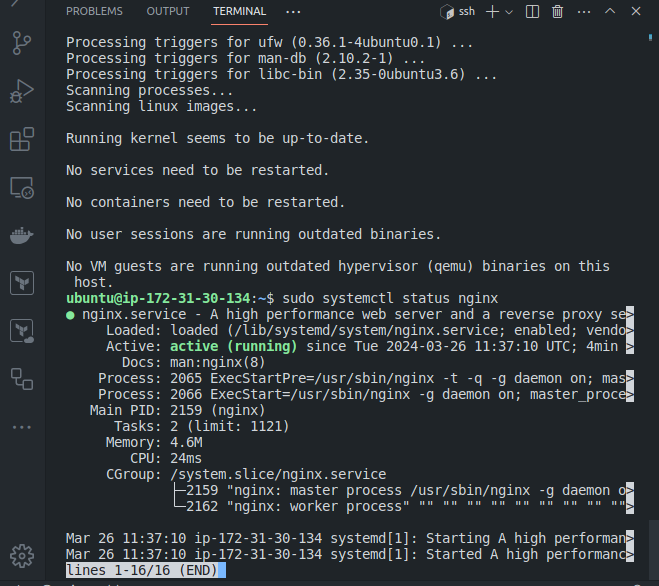 PROBLEMS OUTPUT TERMINAL ··· ssh
Processing triggers for ufw (0.36.1-4ubuntu0.1) ...
Processing triggers for man-db (2.10.2-1) ...
Processing triggers for libc-bin (2.35-0ubuntu3.6) ...
Scanning processes...
Scanning linux images...
Running kernel seems to be up-to-date.
No services need to be restarted.
No containers need to be restarted.
No user sessions are running outdated binaries.
No VM guests are running outdated hypervisor (qemu) binaries on this
host.
ubuntu@ip-172-31-30-134:~$ sudo systemctl status nginx
● nginx.service - A high performance web server and a reverse proxy se>
Loaded: loaded (/lib/systemd/system/nginx.service; enabled; vendo>
Active: active (running) since Tue 2024-03-26 11:37:10 UTC; 4min >
Docs: man:nginx(8)
Process: 2065 ExecStartPre=/usr/sbin/nginx -t -q -g daemon on; mas>
Process: 2066 ExecStart=/usr/sbin/nginx -g daemon on; master_proce>
Main PID: 2159 (nginx)
Tasks: 2 (limit: 1121)
Memory: 4.6M
CPU: 24ms
CGroup: /system.slice/nginx.service
├─2159 "nginx: master process /usr/sbin/nginx -g daemon o>
└─2162 "nginx: worker process" "" "" "" "" "" "" "" "" "">
Mar 26 11:37:10 ip-172-31-30-134 systemd[1]: Starting A high performan>
Mar 26 11:37:10 ip-172-31-30-134 systemd[1]: Started A high performanc>
lines 1-16/16 (END)